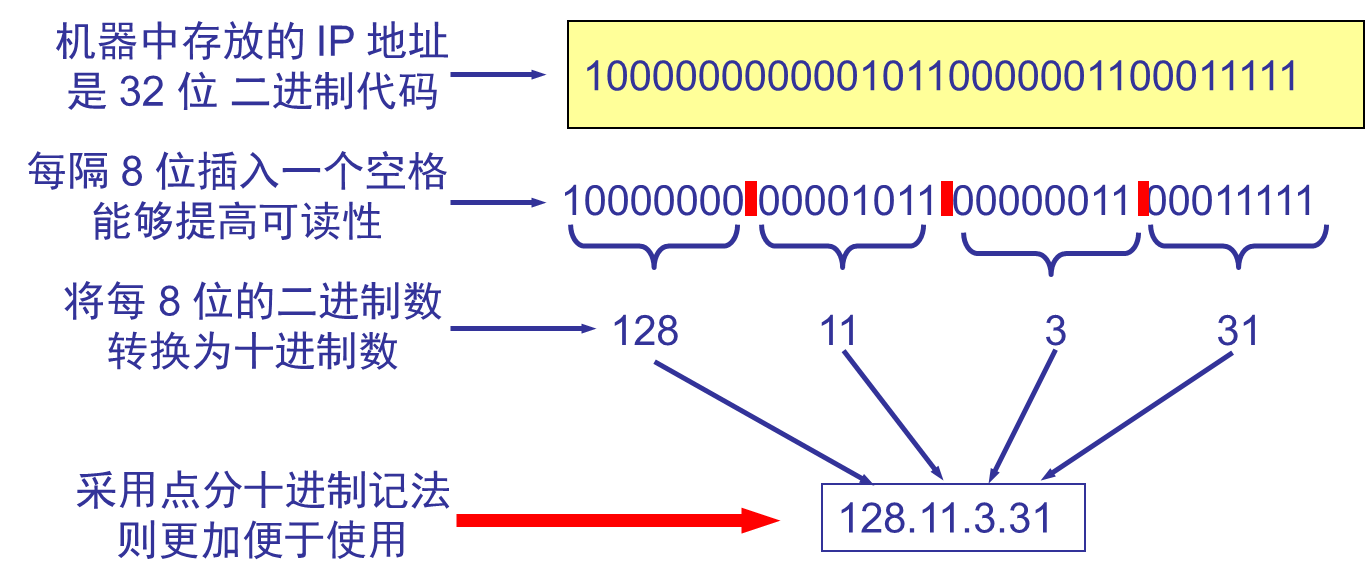 机器中存放的 IP 地址
是 32 位 二进制代码
10000000000010110000001100011111
每隔 8 位插入一个空格
能够提高可读性
10000000 00001011 00000011 00011111
将每 8 位的二进制数
转换为十进制数
128 11 3 31
采用点分十进制记法
则更加便于使用
128.11.3.31